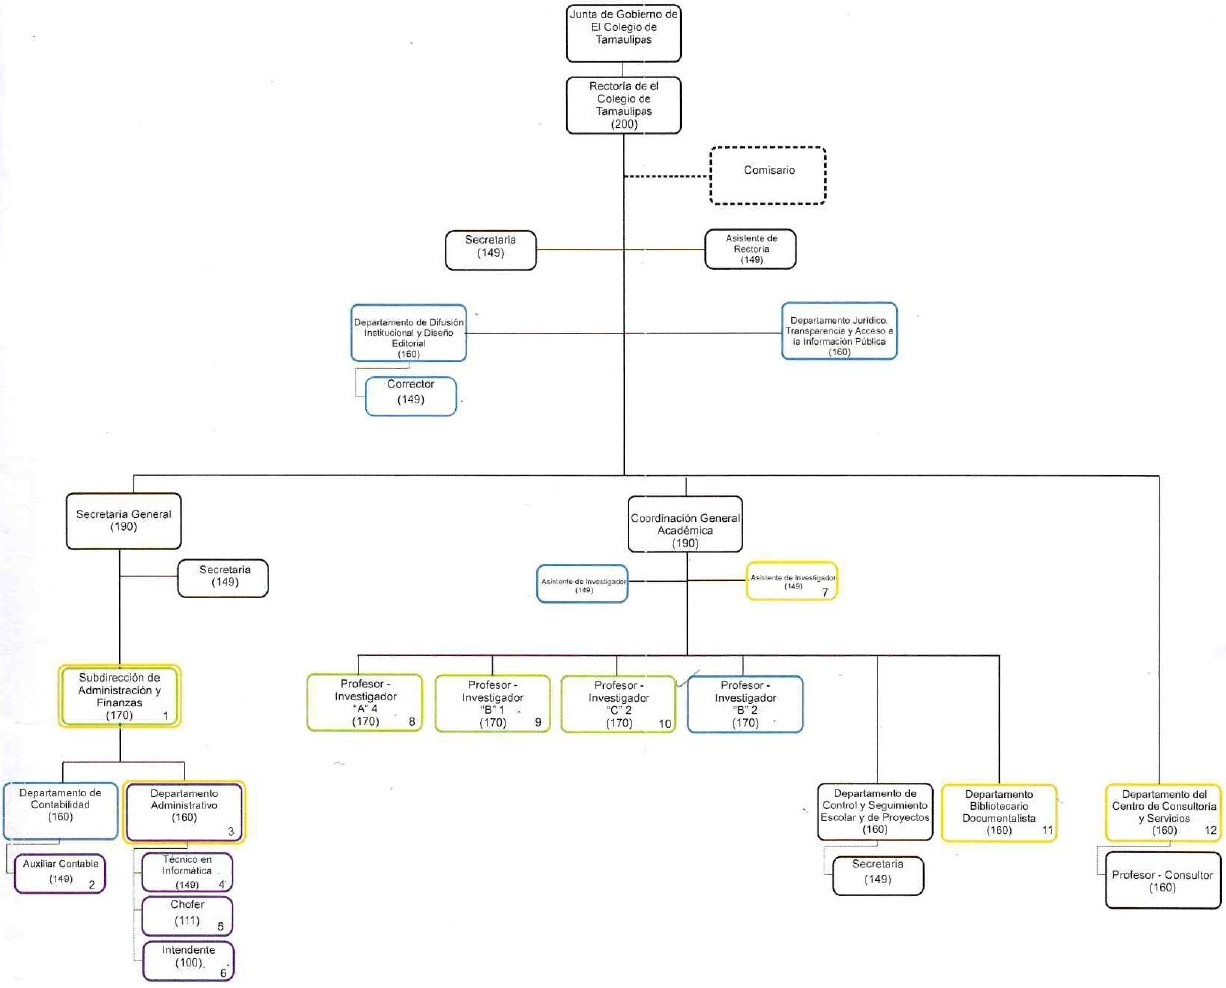 Junta de Gobierno de
El Colegio de
Tamaulipas
Rectoría de el
Colegio de
Tamaulipas
(200)
Comisario
Secretaria
(149)
Asistente de
Rectoría
(149)
Departamento de Difusión
Institucional y Diseño
Editorial
(160)
Departamento Jurídico,
Transparencia y Acceso a
la Información Pública
(160)
Corrector
(149)
Secretaría General
(190)
Coordinación General
Académica
(190)
Secretaria
(149)
Asistente de Investigador
(149)
Asistente de Investigador
(149)
7
Subdirección de
Administración y
Finanzas
(170) 1
Profesor -
Investigador
"A" 4
(170) 8
Profesor -
Investigador
"B" 1
(170) 9
Profesor -
Investigador
"C" 2
(170) 10
Profesor -
Investigador
"B" 2
(170)
Departamento de
Contabilidad
(160)
Departamento
Administrativo
(160)
3
Departamento de
Control y Seguimiento
Escolar y de Proyectos
(160)
Departamento
Bibliotecario
Documentalista
(160) 11
Departamento del
Centro de Consultoría
y Servicios
(160) 12
Auxiliar Contable
(149) 2
Técnico en
Informática
(149) 4
Chofer
(111) 5
Intendente
(100)
6
Secretaria
(149)
Profesor - Consultor
(160)